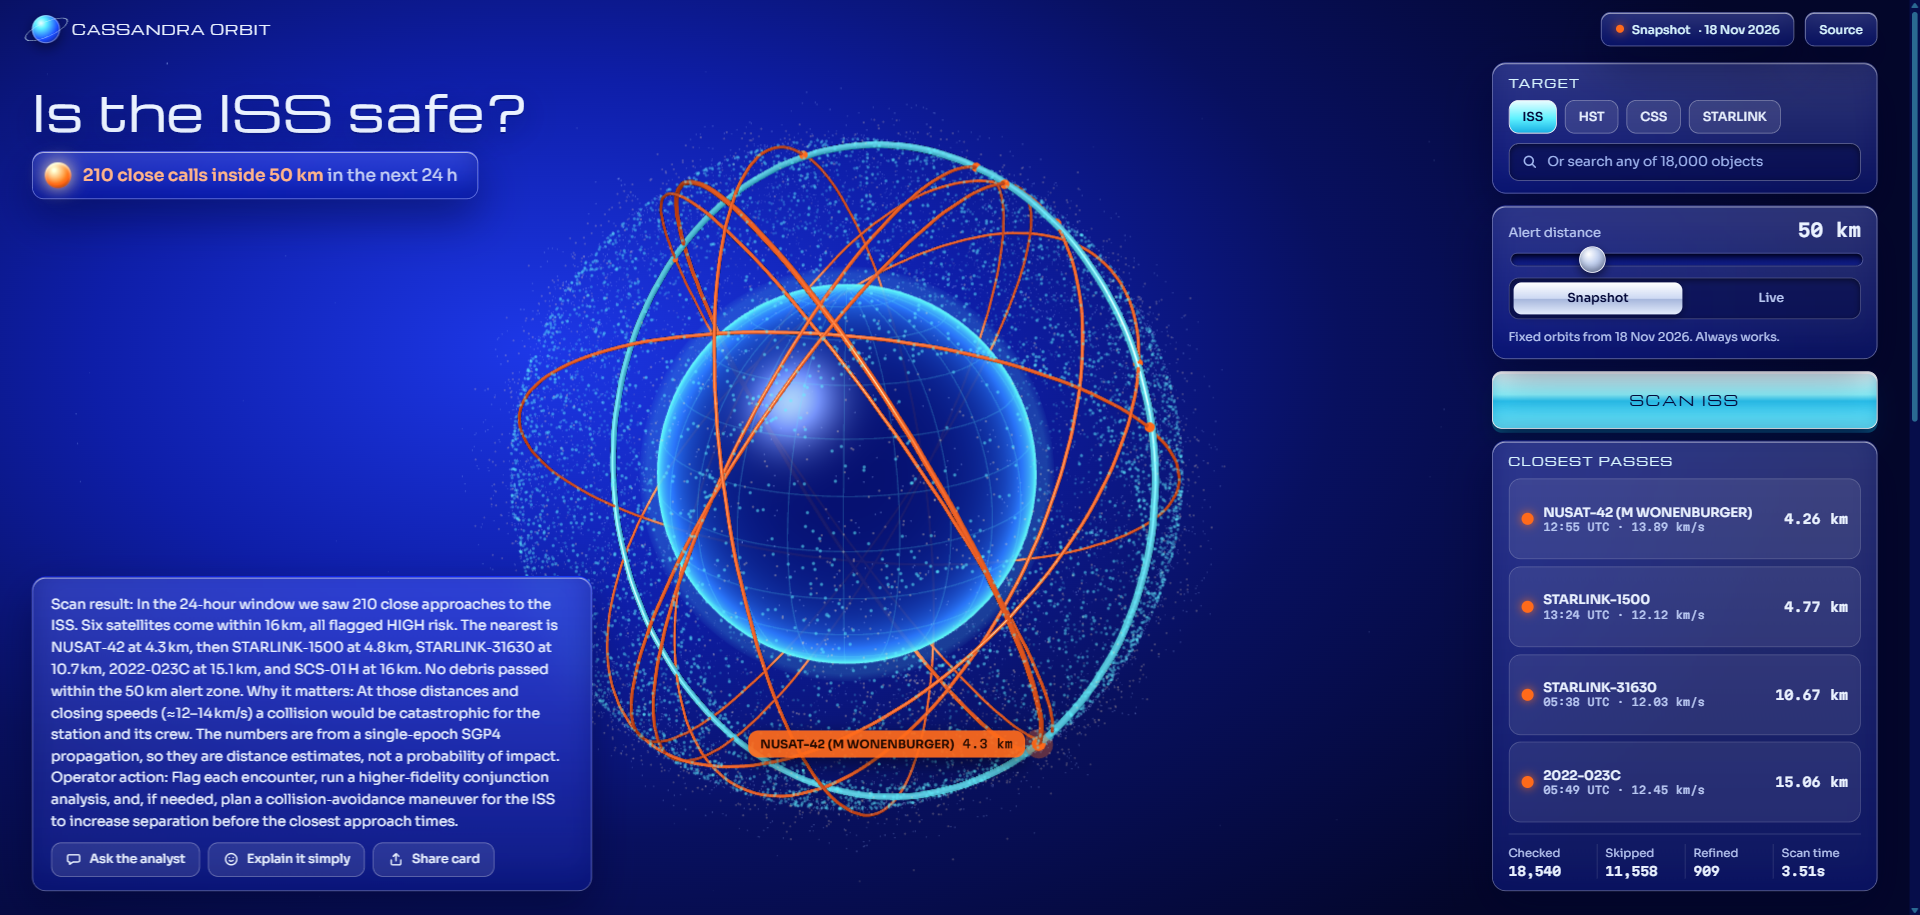 CASSANDRA ORBIT
Snapshot · 18 Nov 2026
Source
Is the ISS safe?
210 close calls inside 50 km in the next 24 h
TARGET
ISS
HST
CSS
STARLINK
Or search any of 18,000 objects
Alert distance
50 km
Snapshot
Live
Fixed orbits from 18 Nov 2026. Always works.
SCAN ISS
CLOSEST PASSES
NUSAT-42 (M WONENBURGER)
12:55 UTC · 13.89 km/s
4.26 km
STARLINK-1500
13:24 UTC · 12.12 km/s
4.77 km
STARLINK-31630
05:38 UTC · 12.03 km/s
10.67 km
2022-023C
05:49 UTC · 12.45 km/s
15.06 km
Checked
18,540
Skipped
11,558
Refined
909
Scan time
3.51s
NUSAT-42 (M WONENBURGER) 4.3 km
Scan result: In the 24-hour window we saw 210 close approaches to the
ISS. Six satellites come within 16 km, all flagged HIGH risk. The nearest is
NUSAT-42 at 4.3 km, then STARLINK-1500 at 4.8 km, STARLINK-31630 at
10.7 km, 2022-023C at 15.1 km, and SCS-01 H at 16 km. No debris passed
within the 50 km alert zone. Why it matters: At those distances and
closing speeds (≈12–14 km/s) a collision would be catastrophic for the
station and its crew. The numbers are from a single-epoch SGP4
propagation, so they are distance estimates, not a probability of impact.
Operator action: Flag each encounter, run a higher-fidelity conjunction
analysis, and, if needed, plan a collision-avoidance maneuver for the ISS
to increase separation before the closest approach times.
Ask the analyst
Explain it simply
Share card